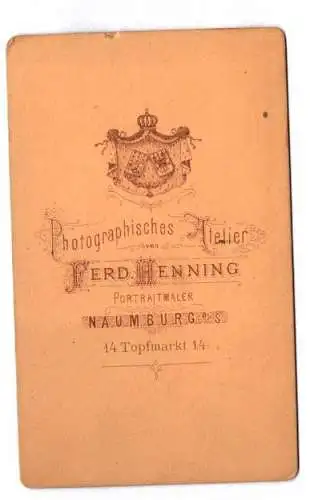 Photographisches Atelier
von
FERD. HENNING
PORTRAITMALER
NAUMBURG a/S.
14 Topfmarkt 14